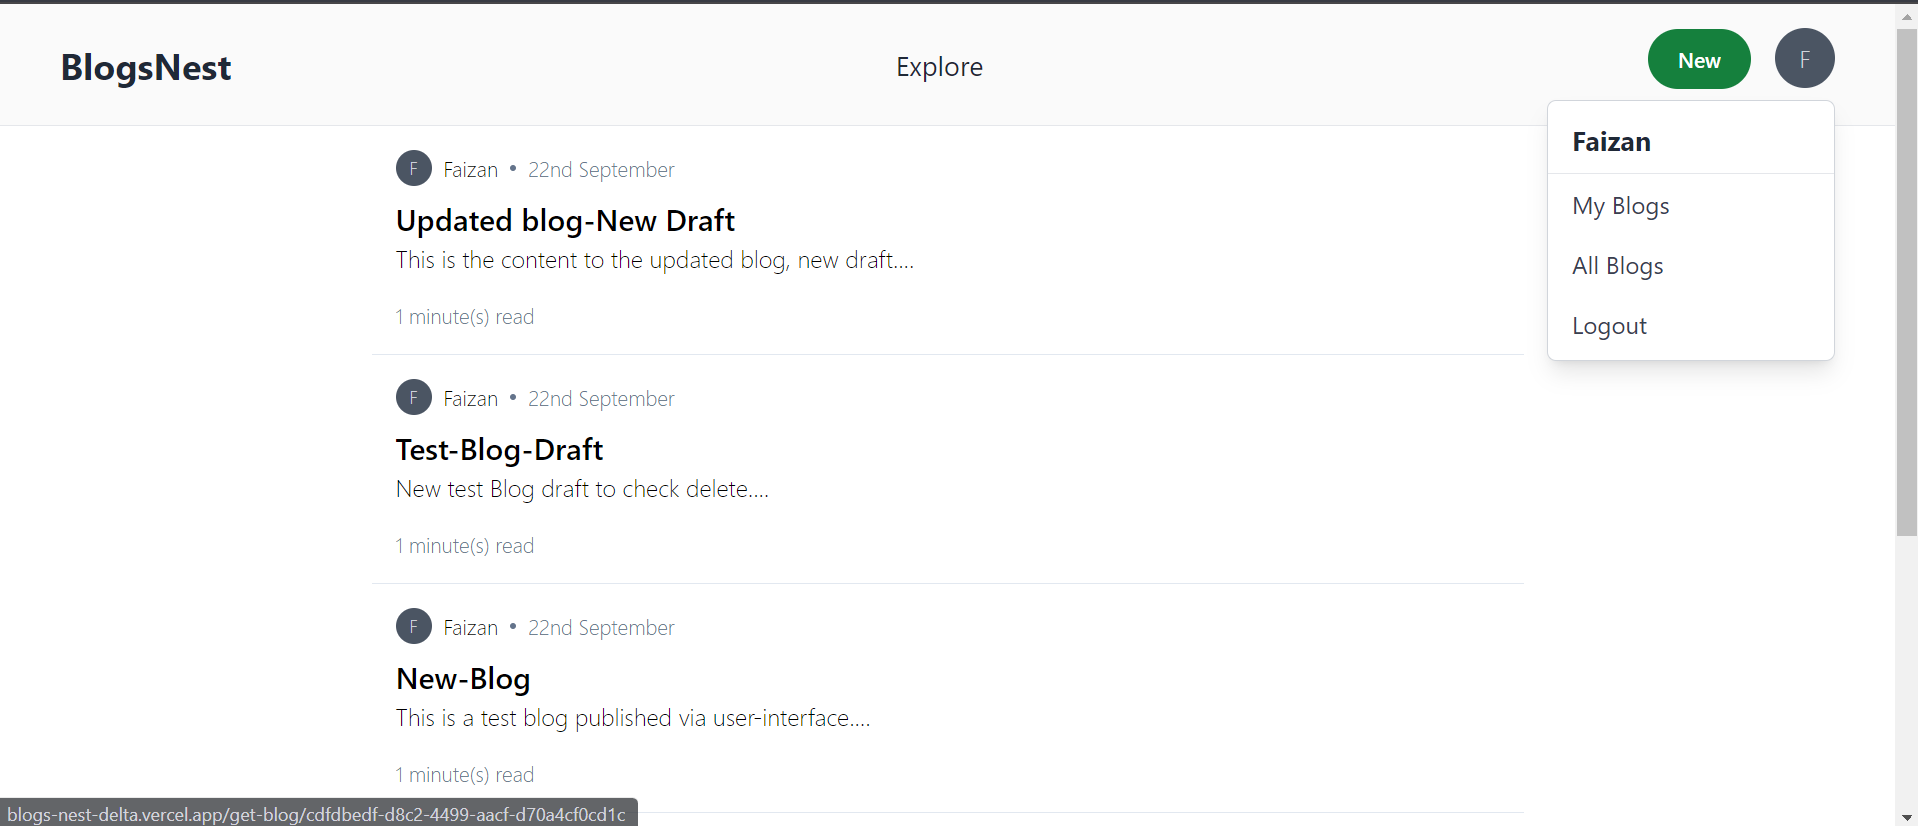 BlogsNest
Explore
New
F
Faizan
My Blogs
All Blogs
Logout
F Faizan • 22nd September
Updated blog-New Draft
This is the content to the updated blog, new draft....
1 minute(s) read
F Faizan • 22nd September
Test-Blog-Draft
New test Blog draft to check delete....
1 minute(s) read
F Faizan • 22nd September
New-Blog
This is a test blog published via user-interface....
1 minute(s) read
blogs-nest-delta.vercel.app/get-blog/cdfdbedf-d8c2-4499-aacf-d70a4cf0cd1c